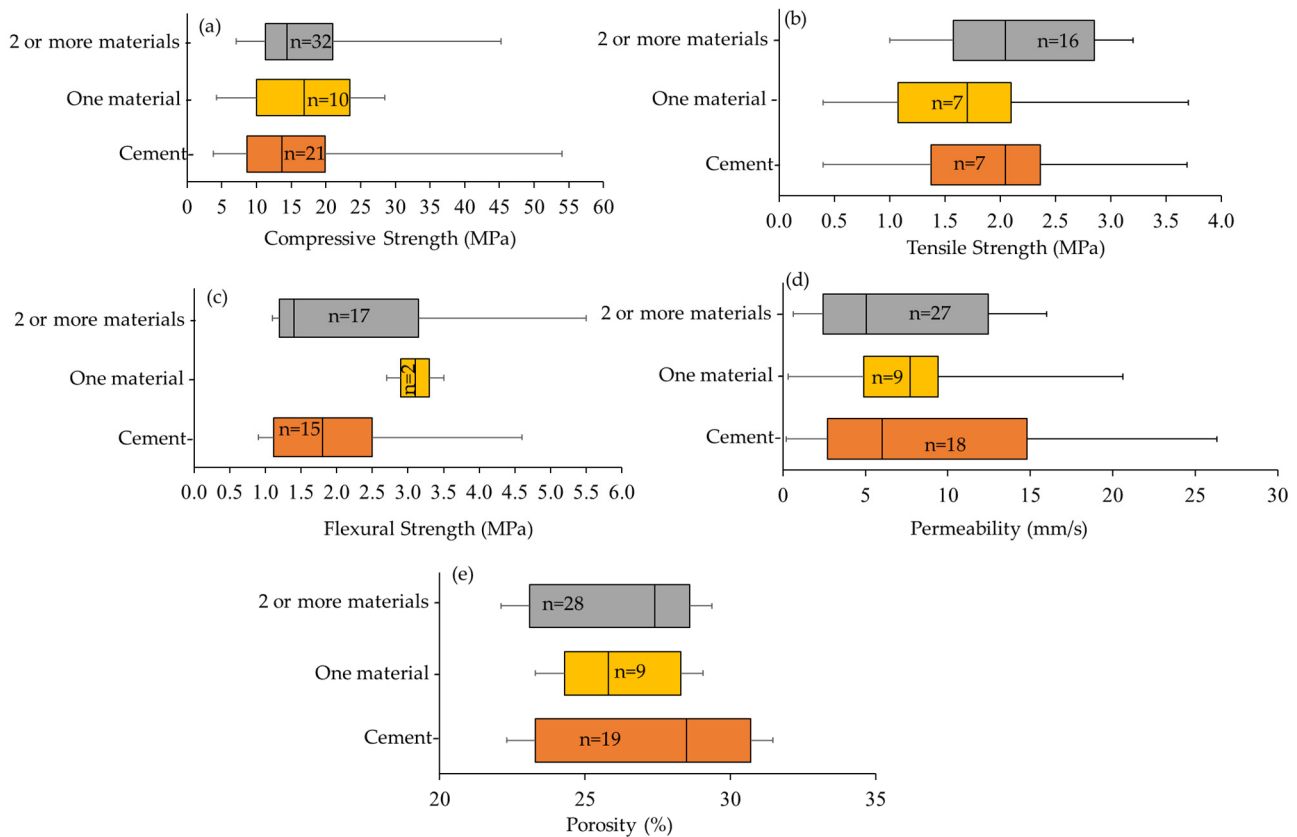 (a)
2 or more materials
n=32
One material
n=10
Cement
n=21
0 5 10 15 20 25 30 35 40 45 50 55 60
Compressive Strength (MPa)
(b)
2 or more materials
n=16
One material
n=7
Cement
n=7
0.0 0.5 1.0 1.5 2.0 2.5 3.0 3.5 4.0
Tensile Strength (MPa)
(c)
2 or more materials
n=17
One material
n=2
Cement
n=15
0.0 0.5 1.0 1.5 2.0 2.5 3.0 3.5 4.0 4.5 5.0 5.5 6.0
Flexural Strength (MPa)
(d)
2 or more materials
n=27
One material
n=9
Cement
n=18
0 5 10 15 20 25 30
Permeability (mm/s)
(e)
2 or more materials
n=28
One material
n=9
Cement
n=19
20 25 30 35
Porosity (%)